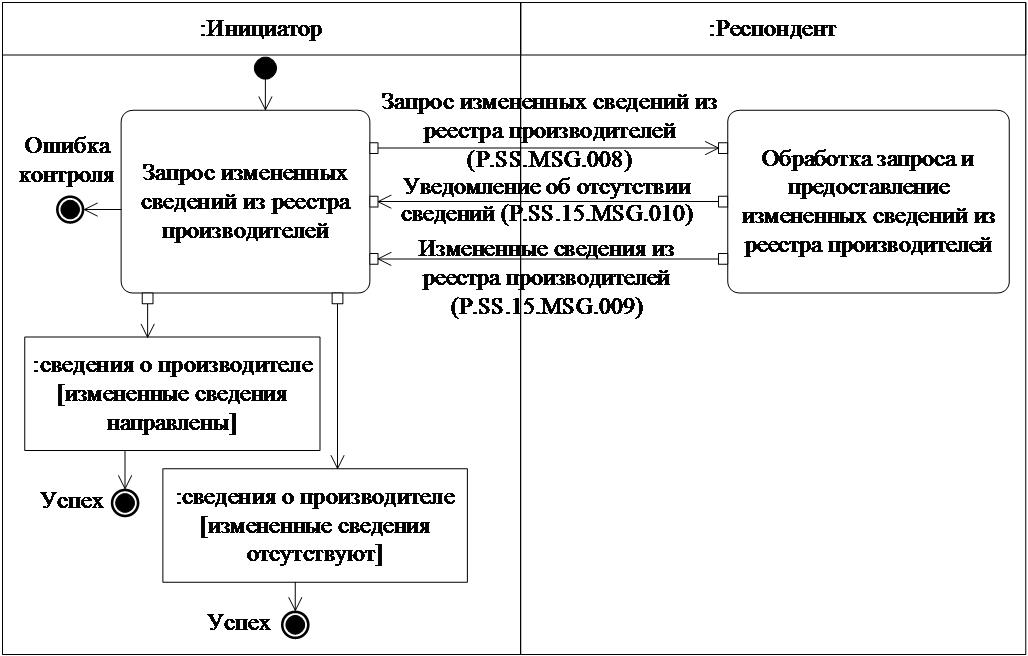 :Инициатор
:Респондент
Запрос измененных сведений из
реестра производителей
(P.SS.MSG.008)
Ошибка
контроля
Запрос измененных
сведений из реестра
производителей
Уведомление об отсутствии
сведений (P.SS.15.MSG.010)
Обработка запроса и
предоставление
измененных сведений из
реестра производителей
Измененные сведения из
реестра производителей
(P.SS.15.MSG.009)
:сведения о производителе
[измененные сведения
направлены]
Успех
:сведения о производителе
[измененные сведения
отсутствуют]
Успех